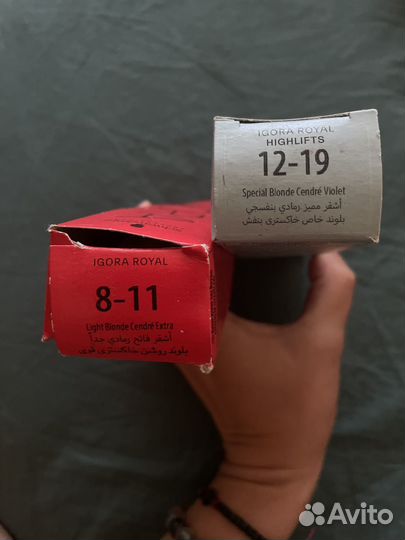 IGORA ROYAL
HIGHLIFTS
12-19
Special Blonde Cendré Violet
أشقر مميز رمادي بنفسجي
بلوند خاص خاکستری بنفش
IGORA ROYAL
8-11
Light Blonde Cendré Extra
أشقر فاتح رمادي جداً
بلوند روشن خاکستری قوی
Avito